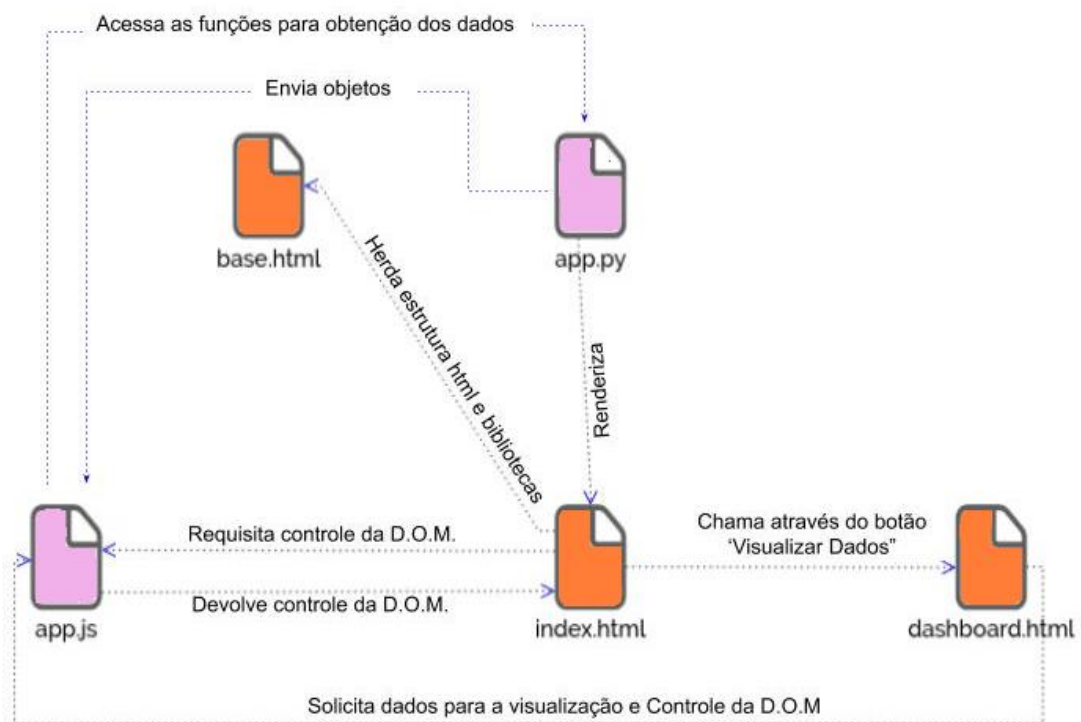 Acessa as funções para obtenção dos dados
Envia objetos
base.html
app.py
Herda estrutura html e bibliotecas
Renderiza
Requisita controle da D.O.M.
Chama através do botão
“Visualizar Dados”
Devolve controle da D.O.M.
app.js
index.html
dashboard.html
Solicita dados para a visualização e Controle da D.O.M